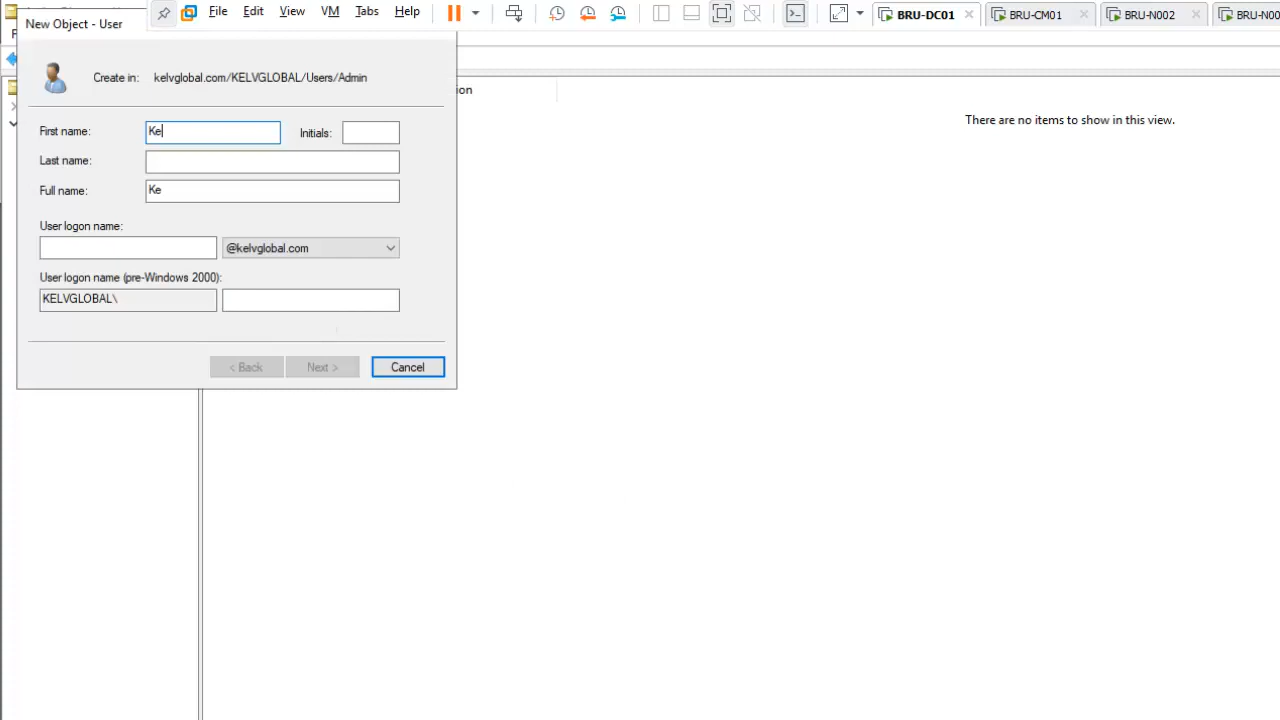 File Edit View VM Tabs Help BRU-DC01 BRU-CM01 BRU-N002
New Object - User
Create in: kelvglobal.com/KELVGLOBAL/Users/Admin
There are no items to show in this view.
First name: Ke Initials:
Last name:
Full name: Ke
User logon name:
@kelvglobal.com
User logon name (pre-Windows 2000):
KELVGLOBAL\
< Back Next > Cancel